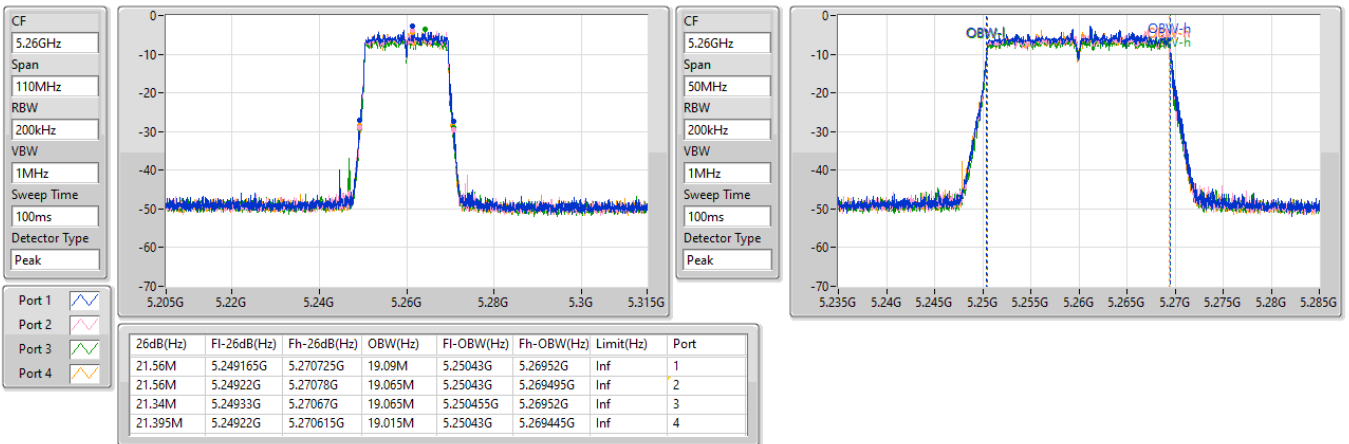 CF
5.26GHz
Span
110MHz
RBW
200kHz
VBW
1MHz
Sweep Time
100ms
Detector Type
Peak
0
-10
-20
-30
-40
-50
-60
-70
5.205G 5.22G 5.24G 5.26G 5.28G 5.3G 5.315G
CF
5.26GHz
Span
50MHz
RBW
200kHz
VBW
1MHz
Sweep Time
100ms
Detector Type
Peak
0
-10
-20
-30
-40
-50
-60
-70
OBW-h
5.235G 5.24G 5.245G 5.25G 5.255G 5.26G 5.265G 5.27G 5.275G 5.28G 5.285G
Port 1
Port 2
Port 3
Port 4
26dB(Hz) Fl-26dB(Hz) Fh-26dB(Hz) OBW(Hz) Fl-OBW(Hz) Fh-OBW(Hz) Limit(Hz) Port
21.56M 5.249165G 5.270725G 19.09M 5.25043G 5.26952G Inf 1
21.56M 5.24922G 5.27078G 19.065M 5.25043G 5.269495G Inf 2
21.34M 5.24933G 5.27067G 19.065M 5.250455G 5.26952G Inf 3
21.395M 5.24922G 5.270615G 19.015M 5.25043G 5.269445G Inf 4